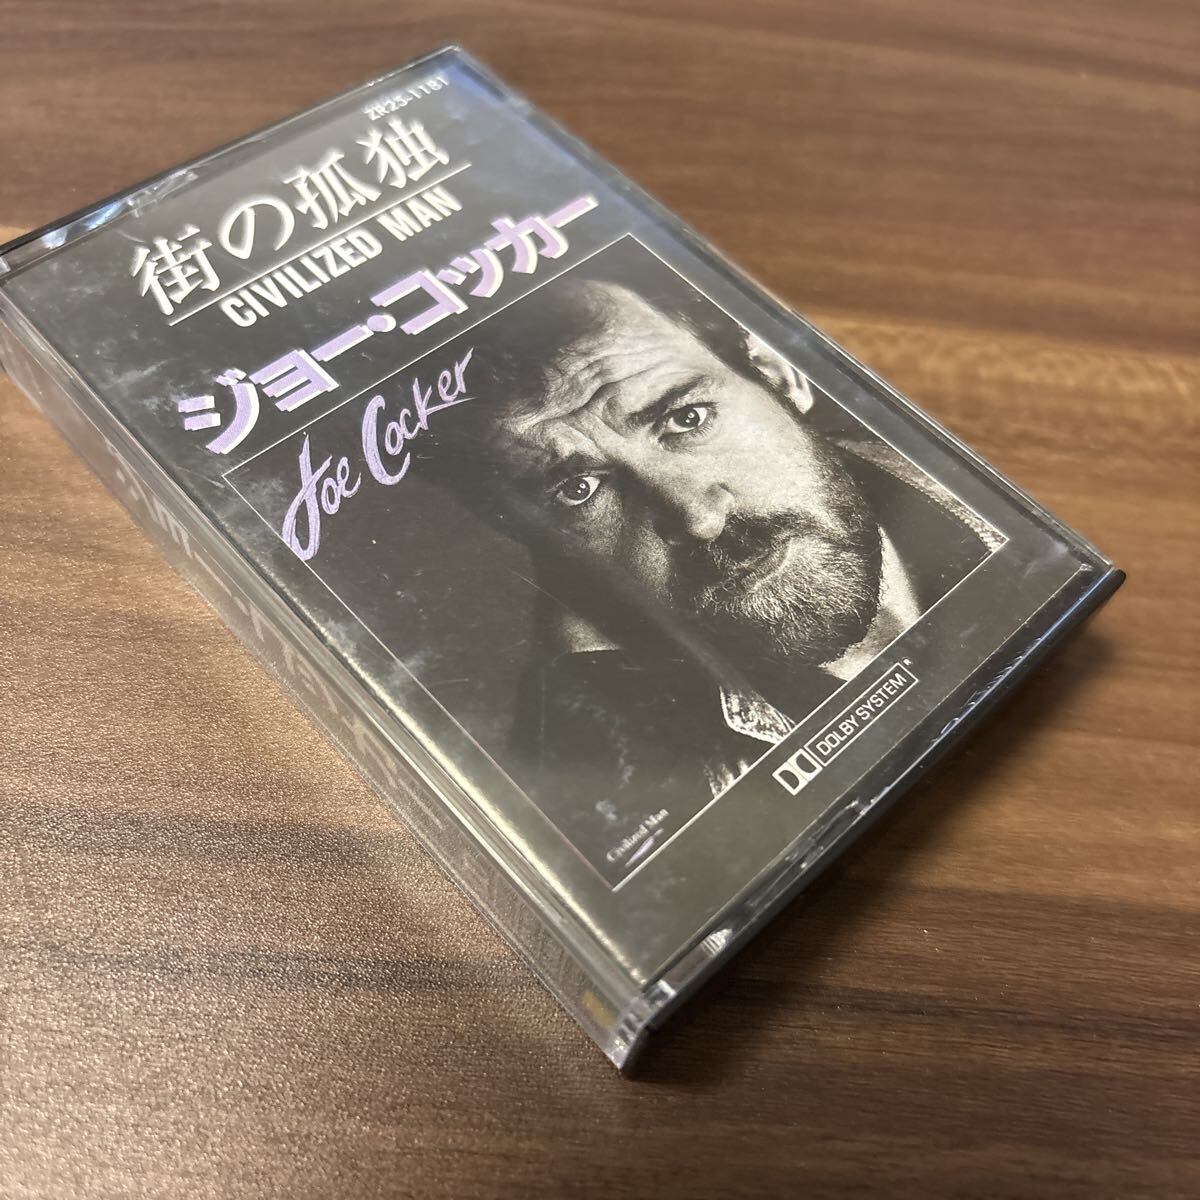 ZR25-1181
街の孤独
CIVILIZED MAN
ジョー・コッカー
Joe Cocker
Civilized Man
DOLBY SYSTEM®